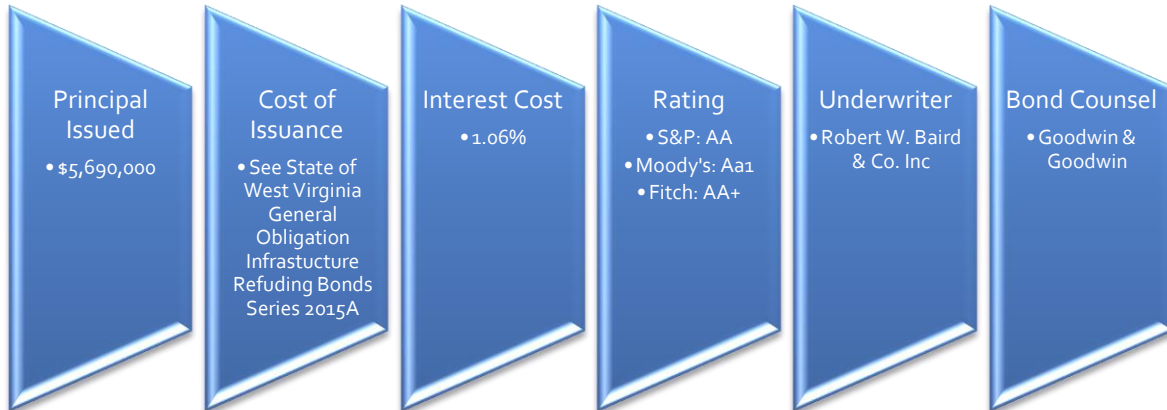 Principal
Issued
• $5,690,000
Cost of
Issuance
• See State of
West Virginia
General
Obligation
Infrastucture
Refuding Bonds
Series 2015A
Interest Cost
• 1.06%
Rating
• S&P: AA
• Moody's: Aa1
• Fitch: AA+
Underwriter
• Robert W. Baird
& Co. Inc
Bond Counsel
• Goodwin &
Goodwin